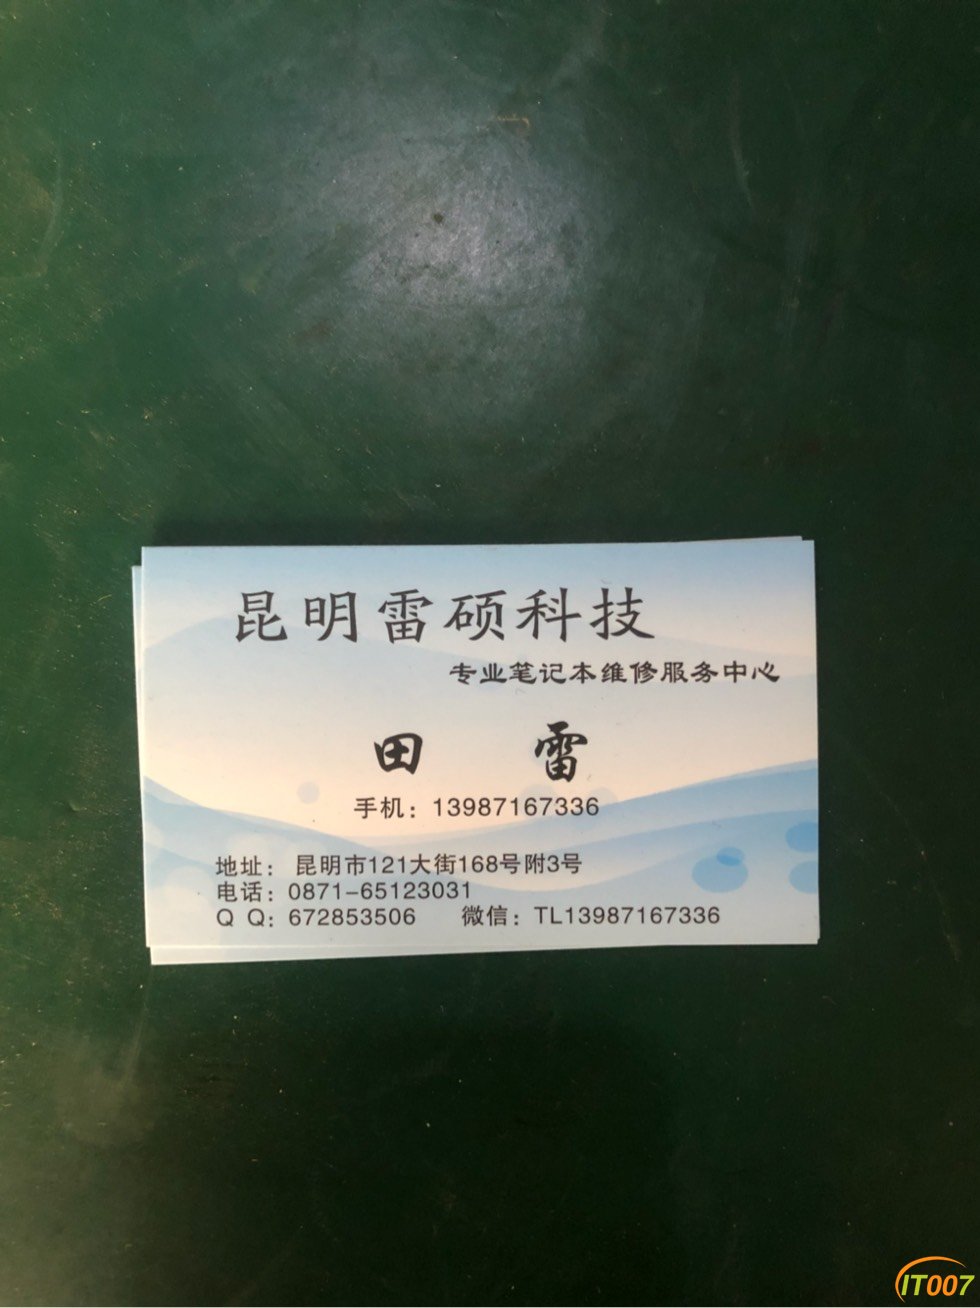 昆明雷硕科技
专业笔记本维修服务中心
田 雷
手机：13987167336
地址： 昆明市121大街168号附3号
电话：0871-65123031
Q Q：672853506 微信：TL13987167336
IT007